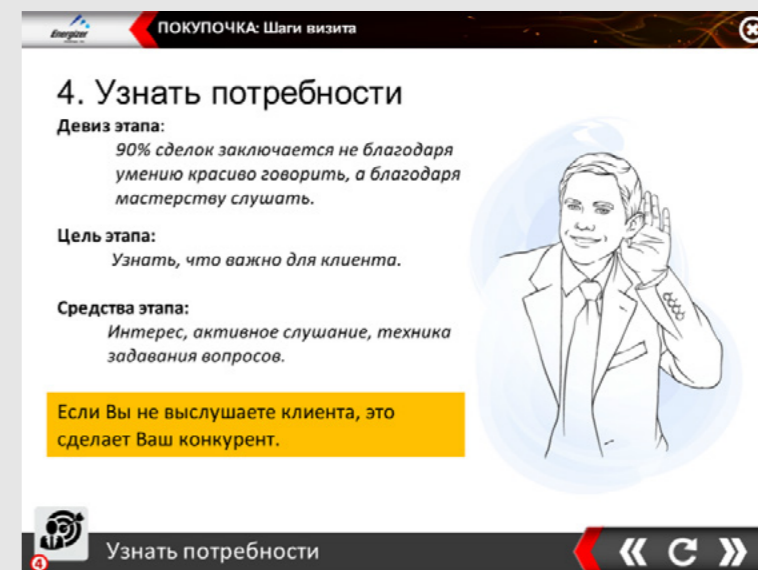 Energizer
ПОКУПОЧКА: Шаги визита
4. Узнать потребности
Девиз этапа:
90% сделок заключается не благодаря
умению красиво говорить, а благодаря
мастерству слушать.
Цель этапа:
Узнать, что важно для клиента.
Средства этапа:
Интерес, активное слушание, техника
задавания вопросов.
Если Вы не выслушаете клиента, это
сделает Ваш конкурент.
4
Узнать потребности